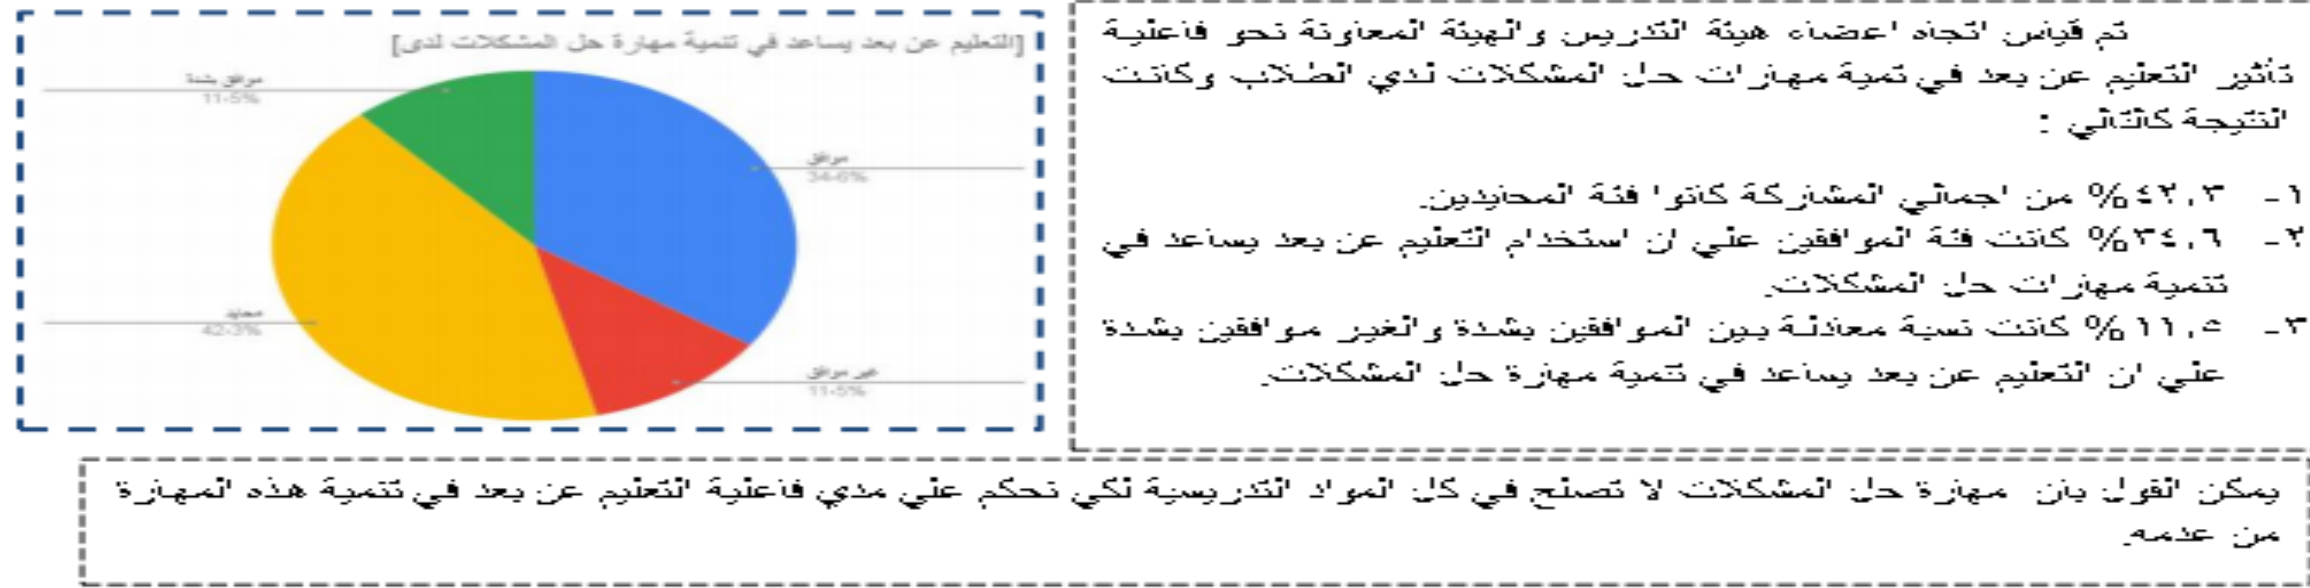 [التعليم عن بعد يساعد في تنمية مهارة حل المشكلات لدى]
موافق بشدة
11-5%
موافق
34-6%
محايد
42-3%
غير موافق
11-5%
تم قياس اتجاه اعضاء هيئة التدريس والهيئة المعاونة نحو فاعلية
تأثير التعليم عن بعد في تمية مهارات حل المشكلات لدي الطلاب وكانت
النتيجة كالتالي :
١- ٤٢,٣% من اجمالي المشاركة كانوا فئة المحايدين.
٢- ٣٤,٦% كانت فئة الموافقين علي ان استخدام التعليم عن بعد يساعد في
تنمية مهارات حل المشكلات.
٣- ١١,٥% كانت نسبة معادلة بين الموافقين بشدة والغير موافقين بشدة
علي ان التعليم عن بعد يساعد في تنمية مهارة حل المشكلات.
يمكن القول بان مهارة حل المشكلات لا تصلح في كل المواد التدريسية لكي نحكم علي مدي فاعلية التعليم عن بعد في تنمية هذه المهارة
من عدمه.